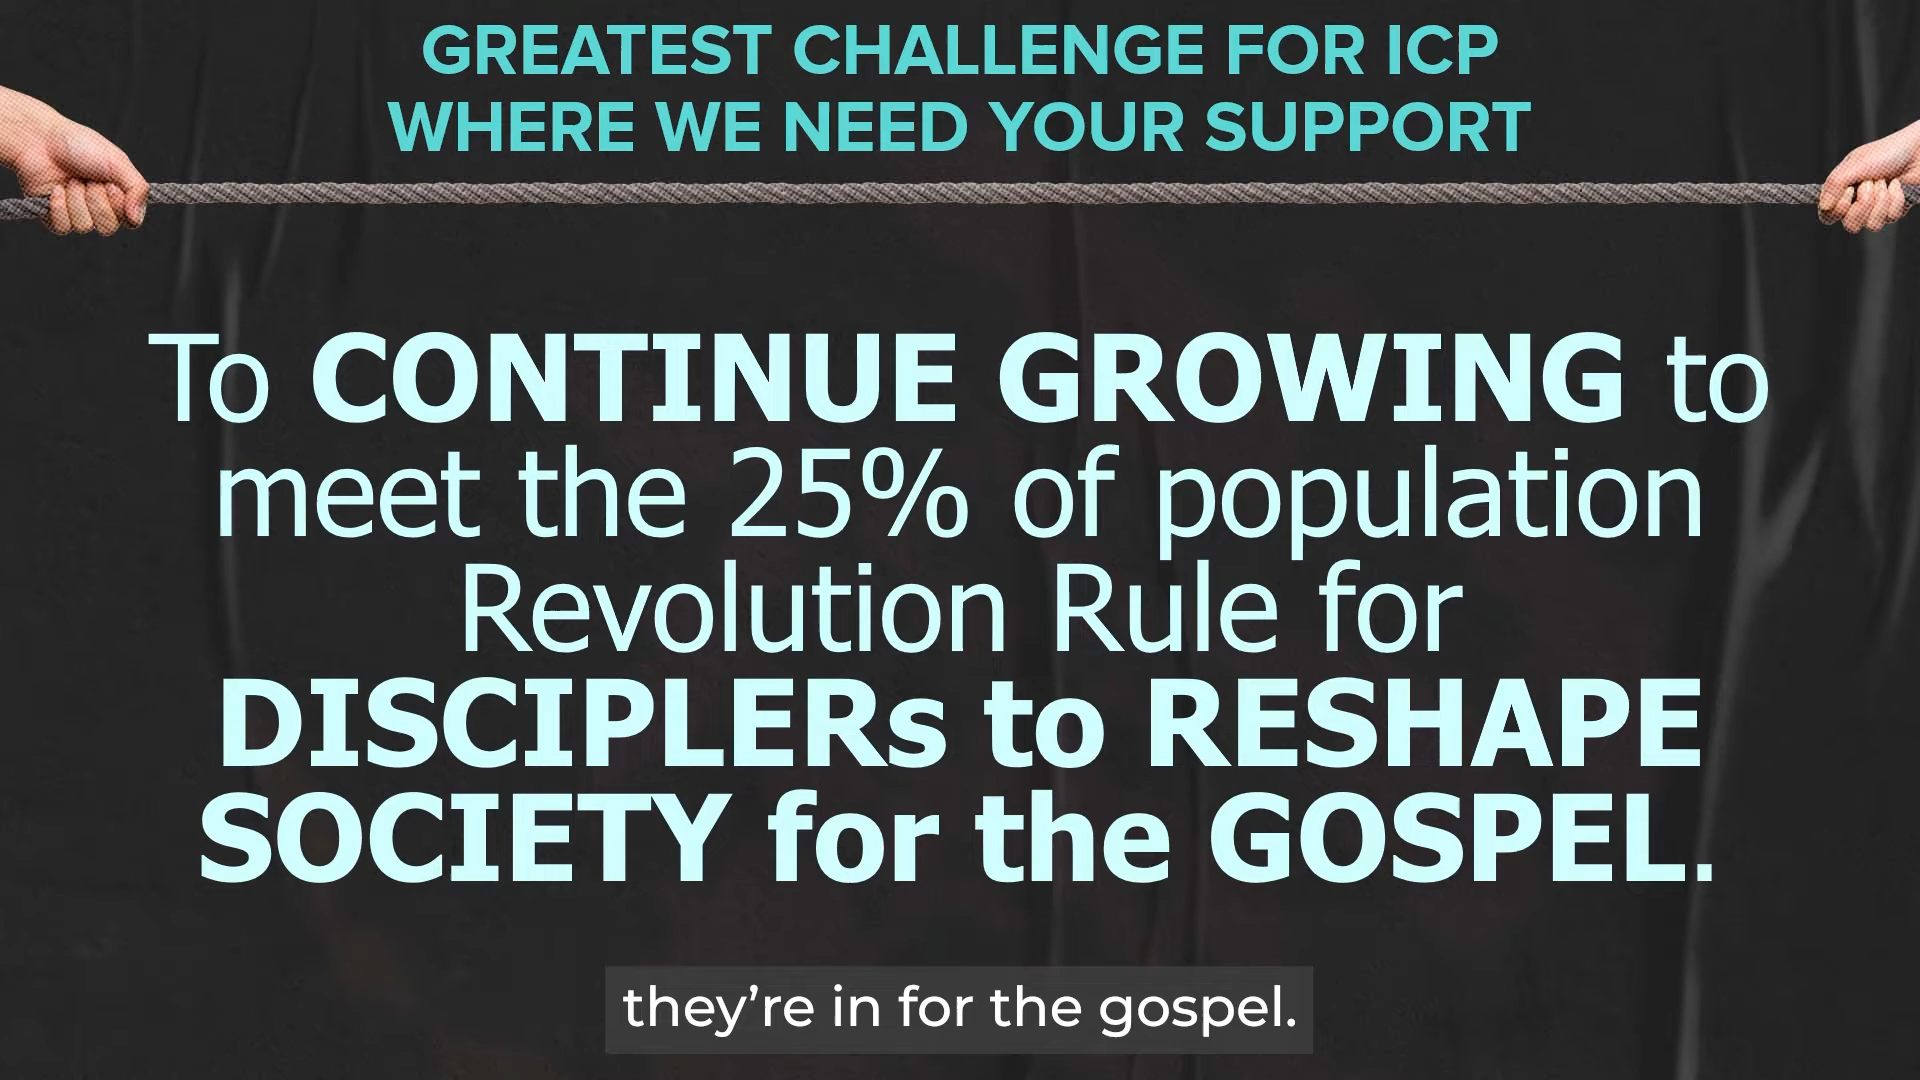 GREATEST CHALLENGE FOR ICP
WHERE WE NEED YOUR SUPPORT
To CONTINUE GROWING to
meet the 25% of population
Revolution Rule for
DISCIPLERs to RESHAPE
SOCIETY for the GOSPEL.
they're in for the gospel.